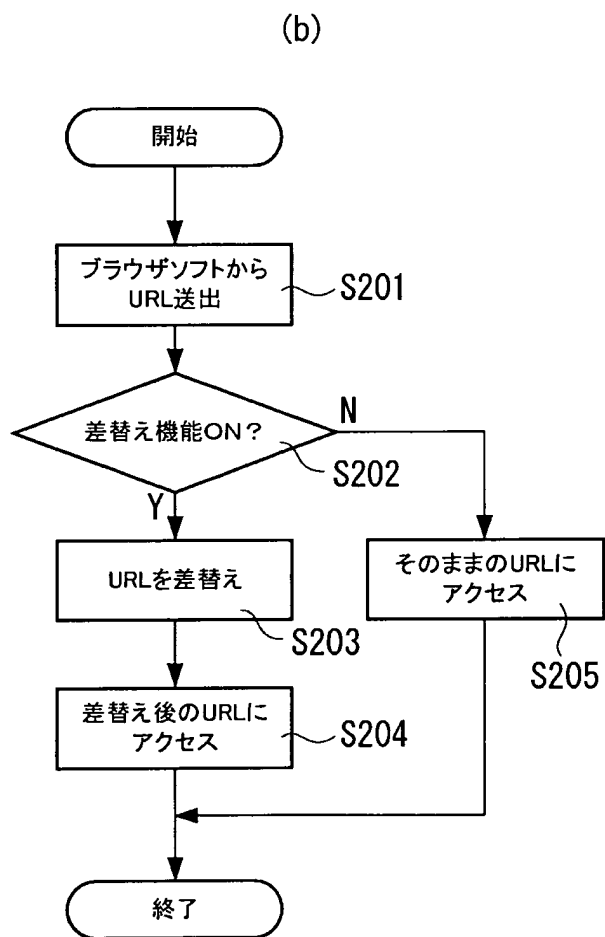 (b)
開始
ブラウザソフトから
URL送出
S201
差替え機能ON?
N
S202
Y
URLを差替え
S203
そのままのURLに
アクセス
S205
差替え後のURLに
アクセス
S204
終了